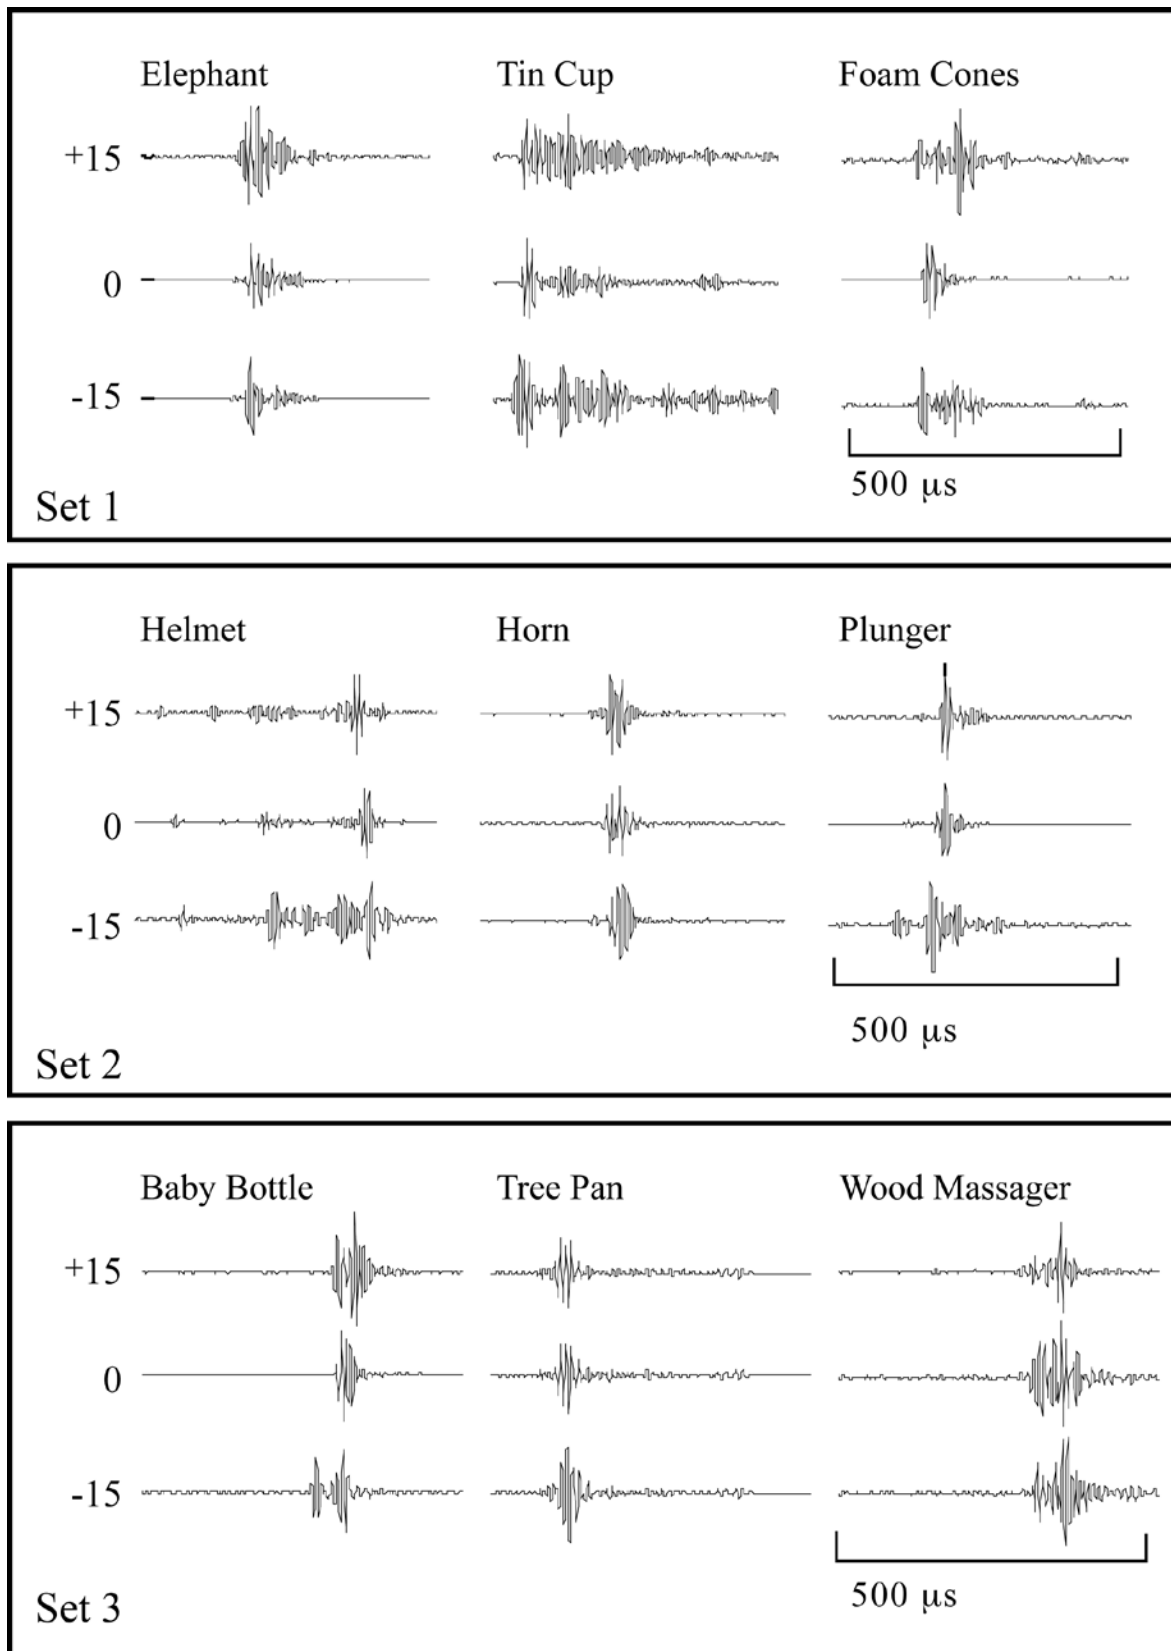 Elephant Tin Cup Foam Cones
+15
0
-15
500 μs
Set 1
Helmet Horn Plunger
+15
0
-15
500 μs
Set 2
Baby Bottle Tree Pan Wood Massager
+15
0
-15
500 μs
Set 3